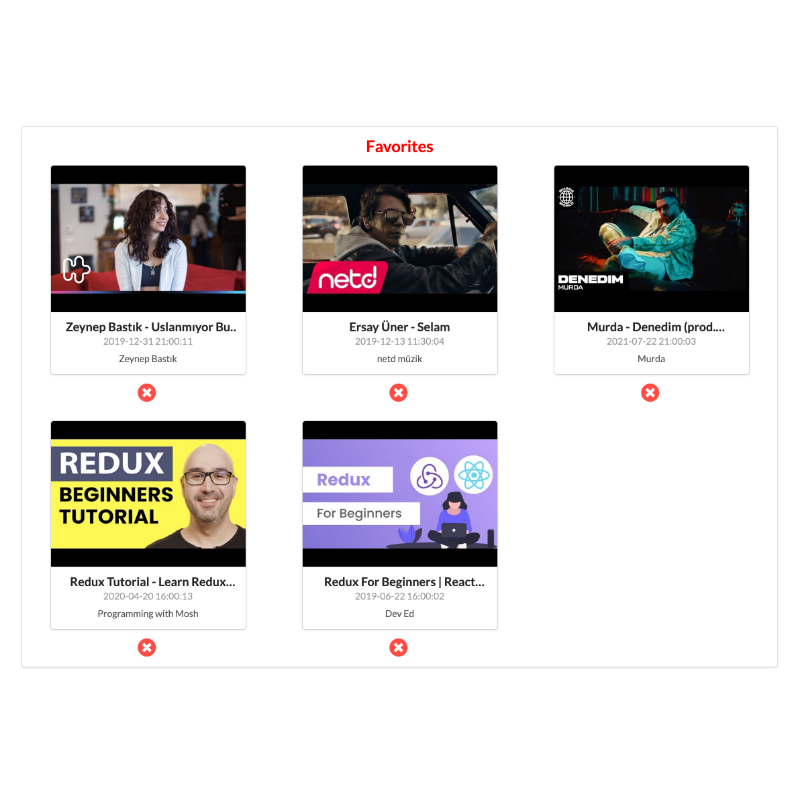 Favorites
netd
DENEDIM
MURDA
Zeynep Bastık - Uslanmıyor Bu..
2019-12-31 21:00:11
Zeynep Bastık
Ersay Üner - Selam
2019-12-13 11:30:04
netd müzik
Murda - Denedim (prod....
2021-07-22 21:00:03
Murda
REDUX
BEGINNERS
TUTORIAL
Redux
For Beginners
Redux Tutorial - Learn Redux...
2020-04-20 16:00:13
Programming with Mosh
Redux For Beginners | React...
2019-06-22 16:00:02
Dev Ed